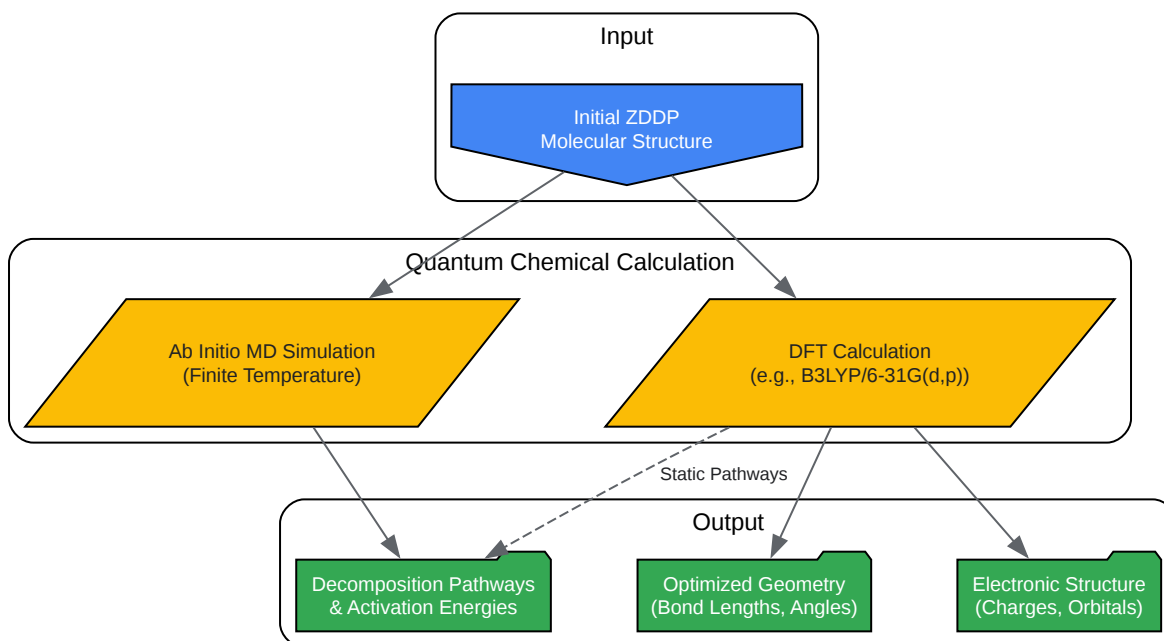 Input
Initial ZDDP
Molecular Structure
Quantum Chemical Calculation
Ab Initio MD Simulation
(Finite Temperature)
DFT Calculation
(e.g., B3LYP/6-31G(d,p))
Static Pathways
Output
Decomposition Pathways
& Activation Energies
Optimized Geometry
(Bond Lengths, Angles)
Electronic Structure
(Charges, Orbitals)